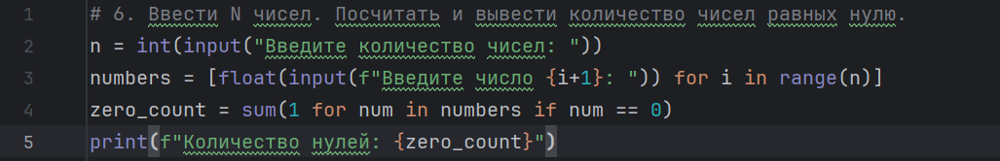 1 # 6. Ввести N чисел. Посчитать и вывести количество чисел равных нулю.
2 n = int(input("Введите количество чисел: "))
3 numbers = [float(input(f"Введите число {i+1}: ")) for i in range(n)]
4 zero_count = sum(1 for num in numbers if num == 0)
5 print(f"Количество нулей: {zero_count}")